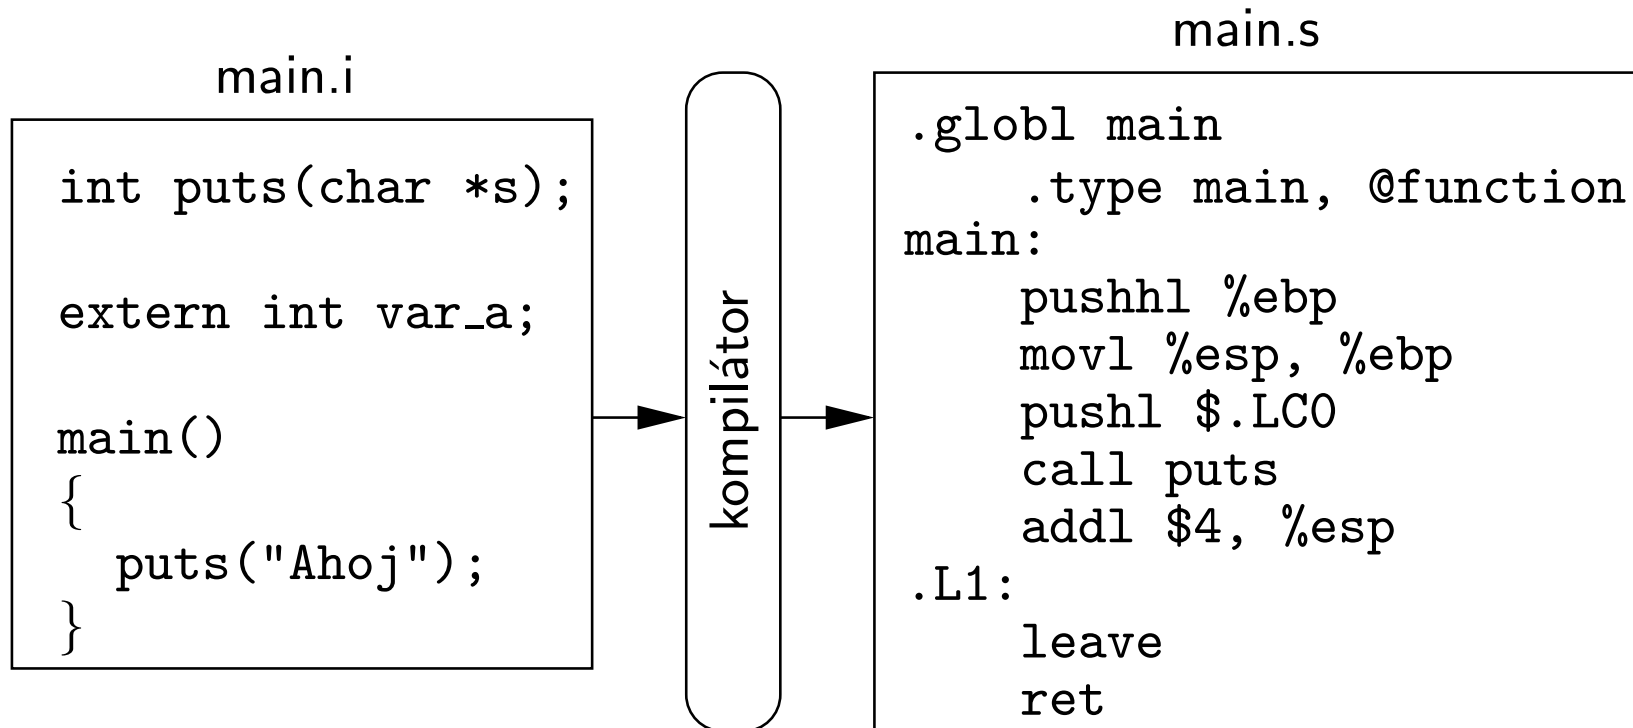 main.i
int puts(char *s);
extern int var_a;
main()
{
puts("Ahoj");
}
kompilátor
main.s
.globl main
.type main, @function
main:
pushhl %ebp
movl %esp, %ebp
pushl $.LC0
call puts
addl $4, %esp
.L1:
leave
ret